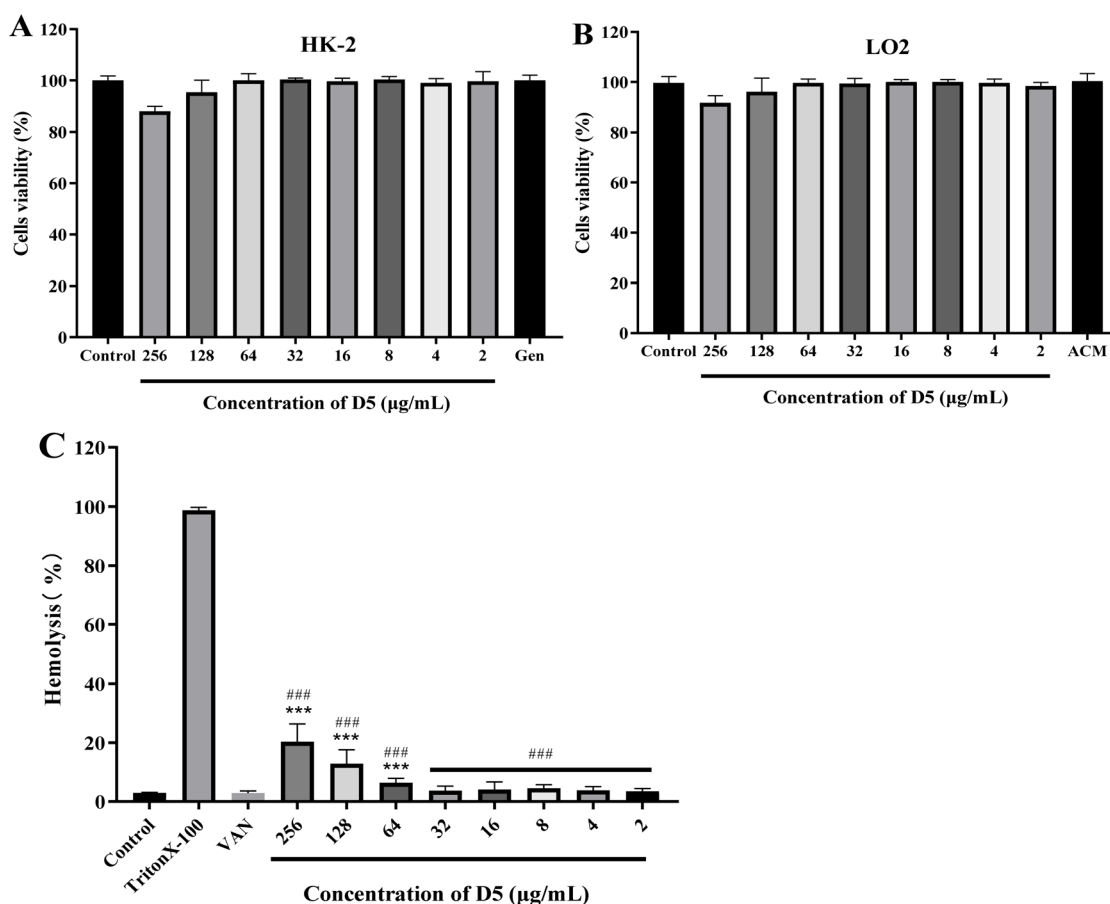 A
HK-2
Cells viability (%)
120
100
80
60
40
20
0
Control 256 128 64 32 16 8 4 2 Gen
Concentration of D5 (μg/mL)
B
LO2
Cells viability (%)
120
100
80
60
40
20
0
Control 256 128 64 32 16 8 4 2 ACM
Concentration of D5 (μg/mL)
C
Hemolysis( %)
120
100
80
60
40
20
0
###
***
###
***
###
***
###
Control TritonX-100 VAN 256 128 64 32 16 8 4 2
Concentration of D5 (μg/mL)